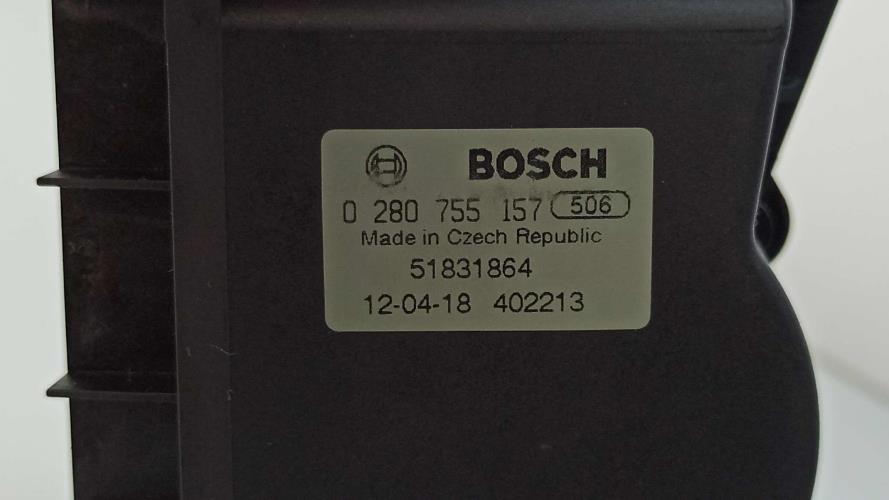 BOSCH
0 280 755 157 506
Made in Czech Republic
51831864
12-04-18 402213